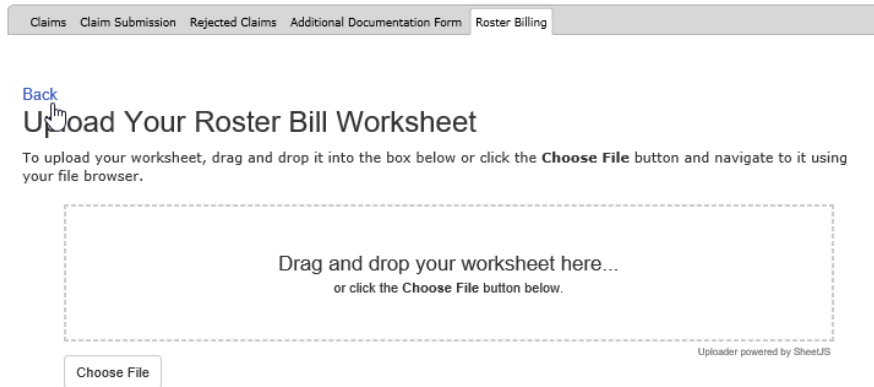 Claims Claim Submission Rejected Claims Additional Documentation Form Roster Billing
Back
Upload Your Roster Bill Worksheet
To upload your worksheet, drag and drop it into the box below or click the Choose File button and navigate to it using
your file browser.
Drag and drop your worksheet here...
or click the Choose File button below.
Uploader powered by SheetJS
Choose File